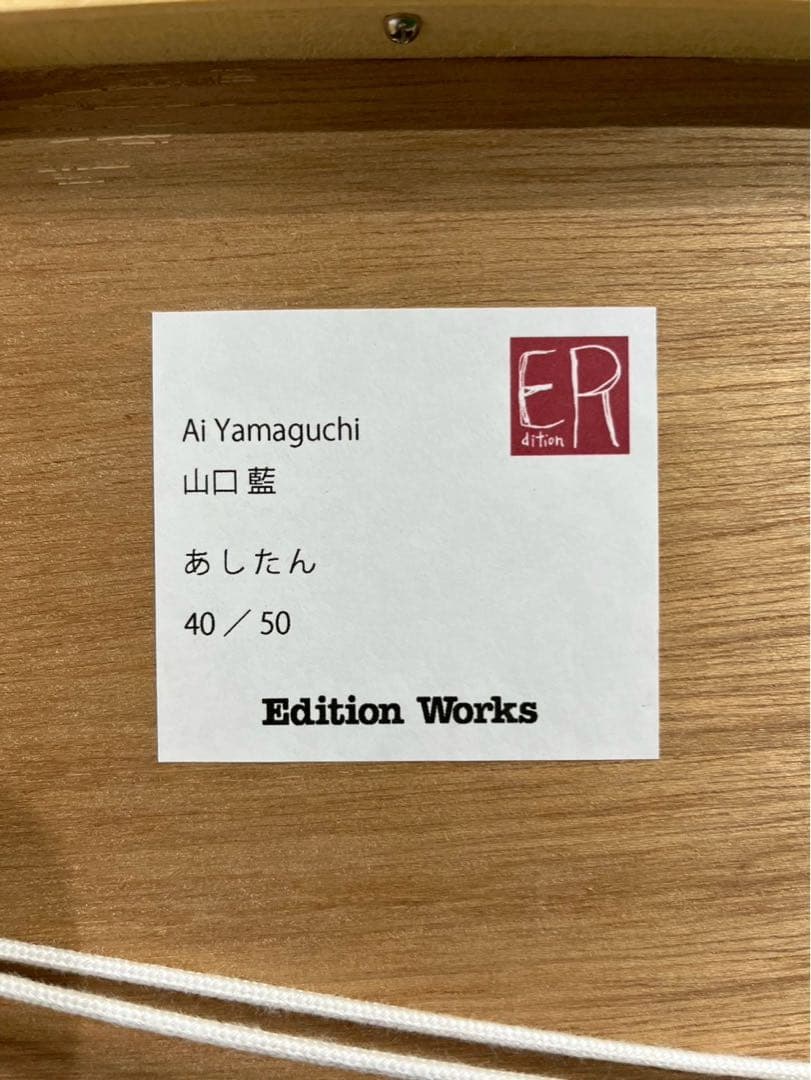 ER
dition
Ai Yamaguchi
山口 藍
あしたん
40／50
Edition Works